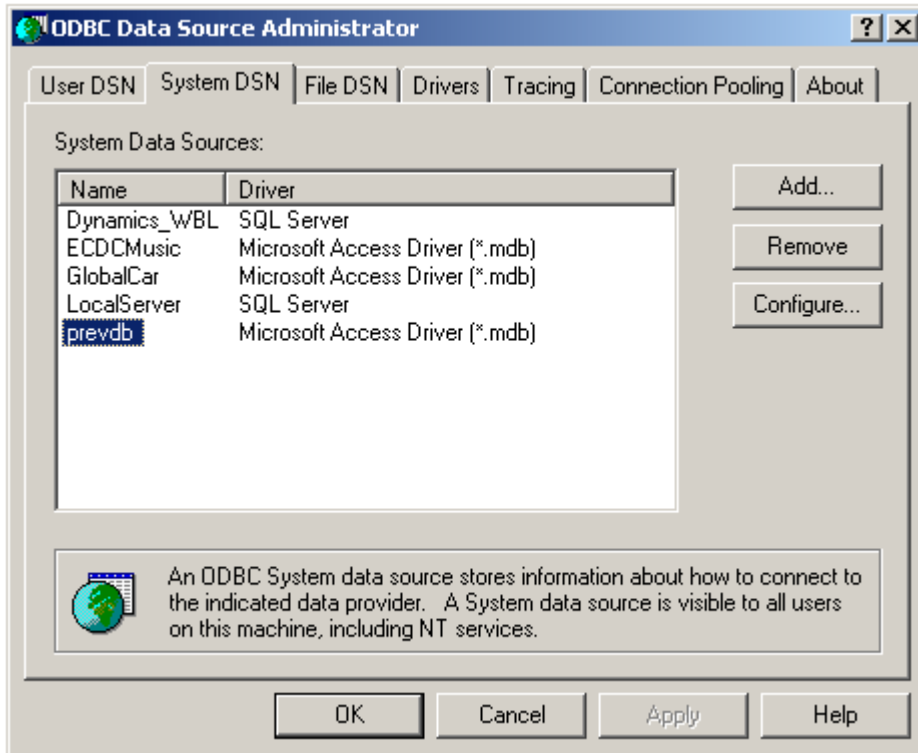 ODBC Data Source Administrator
User DSN System DSN File DSN Drivers Tracing Connection Pooling About
System Data Sources:
Name Driver
Dynamics_WBL SQL Server
ECDCMusic Microsoft Access Driver (*.mdb)
GlobalCar Microsoft Access Driver (*.mdb)
LocalServer SQL Server
prevdb Microsoft Access Driver (*.mdb)
Add...
Remove
Configure...
An ODBC System data source stores information about how to connect to
the indicated data provider. A System data source is visible to all users
on this machine, including NT services.
OK Cancel Apply Help